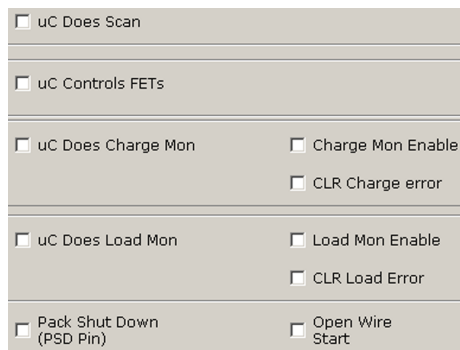 uC Does Scan
uC Controls FETs
uC Does Charge Mon
Charge Mon Enable
CLR Charge error
uC Does Load Mon
Load Mon Enable
CLR Load Error
Pack Shut Down
(PSD Pin)
Open Wire
Start